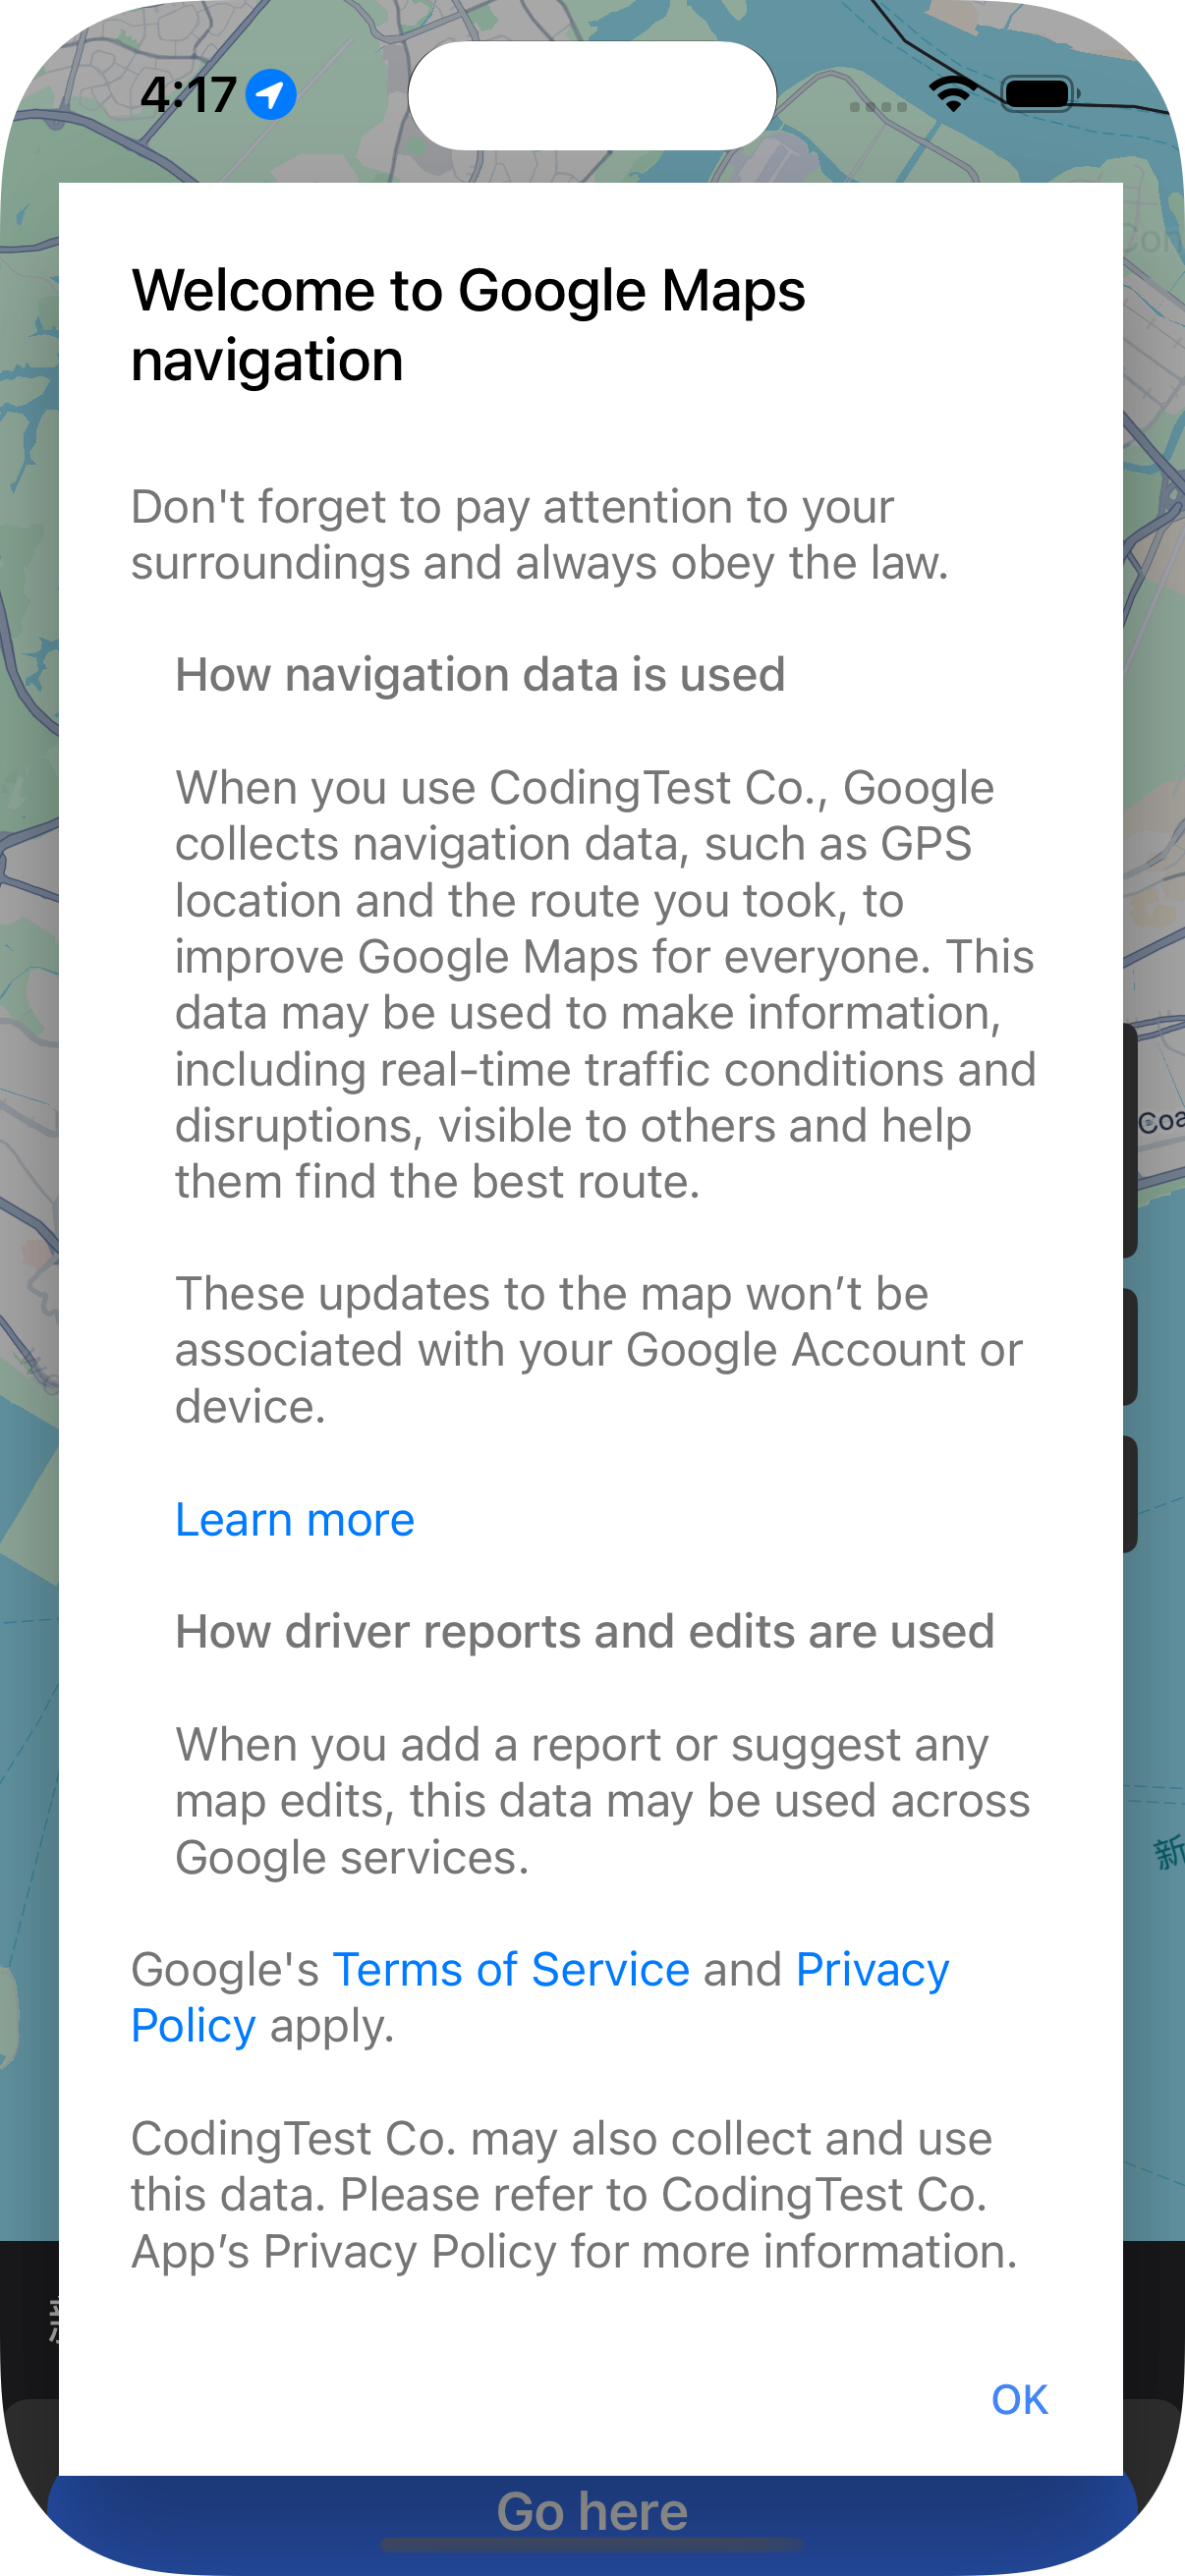 4:17
Welcome to Google Maps
navigation
Don't forget to pay attention to your
surroundings and always obey the law.
How navigation data is used
When you use CodingTest Co., Google
collects navigation data, such as GPS
location and the route you took, to
improve Google Maps for everyone. This
data may be used to make information,
including real-time traffic conditions and
disruptions, visible to others and help
them find the best route.
These updates to the map won’t be
associated with your Google Account or
device.
Learn more
How driver reports and edits are used
When you add a report or suggest any
map edits, this data may be used across
Google services.
Google's Terms of Service and Privacy
Policy apply.
CodingTest Co. may also collect and use
this data. Please refer to CodingTest Co.
App’s Privacy Policy for more information.
OK
Go here